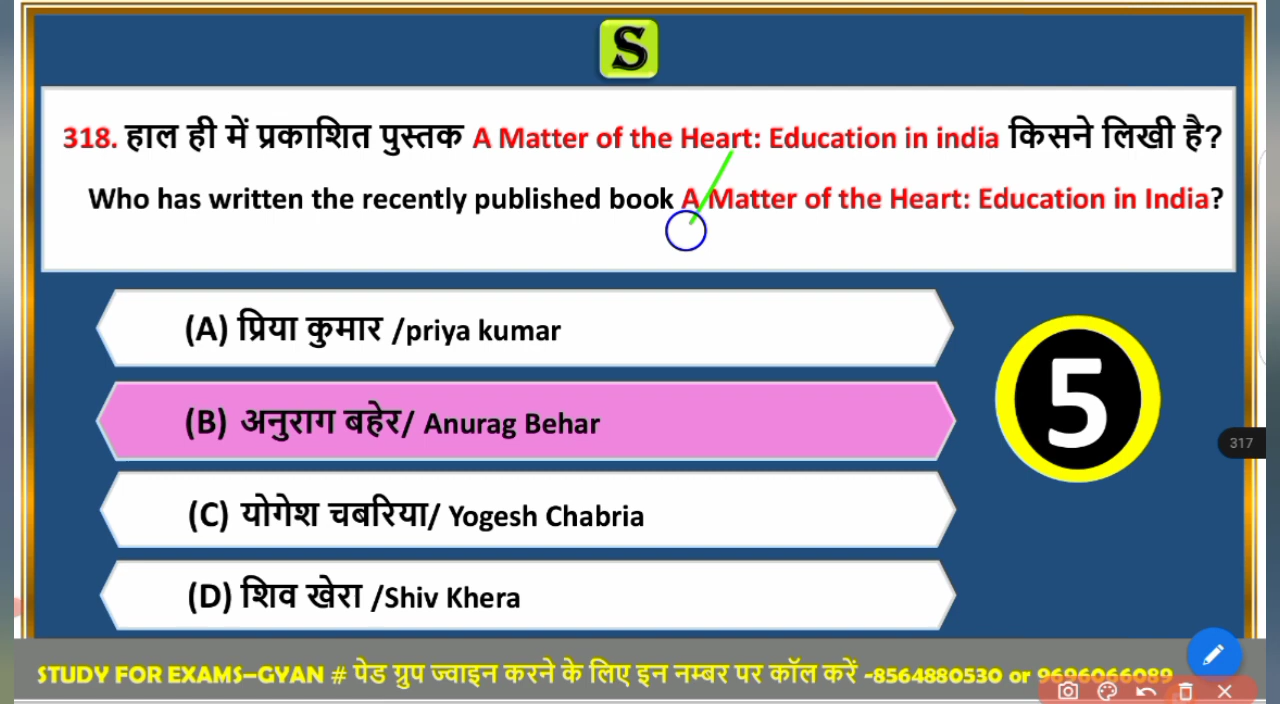 S
318. हाल ही में प्रकाशित पुस्तक A Matter of the Heart: Education in india किसने लिखी है?
Who has written the recently published book A Matter of the Heart: Education in India?
(A) प्रिया कुमार /priya kumar
(B) अनुराग बहेर/ Anurag Behar
5
317
(C) योगेश चबरिया/ Yogesh Chabria
(D) शिव खेरा /Shiv Khera
STUDY FOR EXAMS–GYAN # पेड ग्रुप ज्वाइन करने के लिए इन नम्बर पर कॉल करें -8564880530 or 9696066089